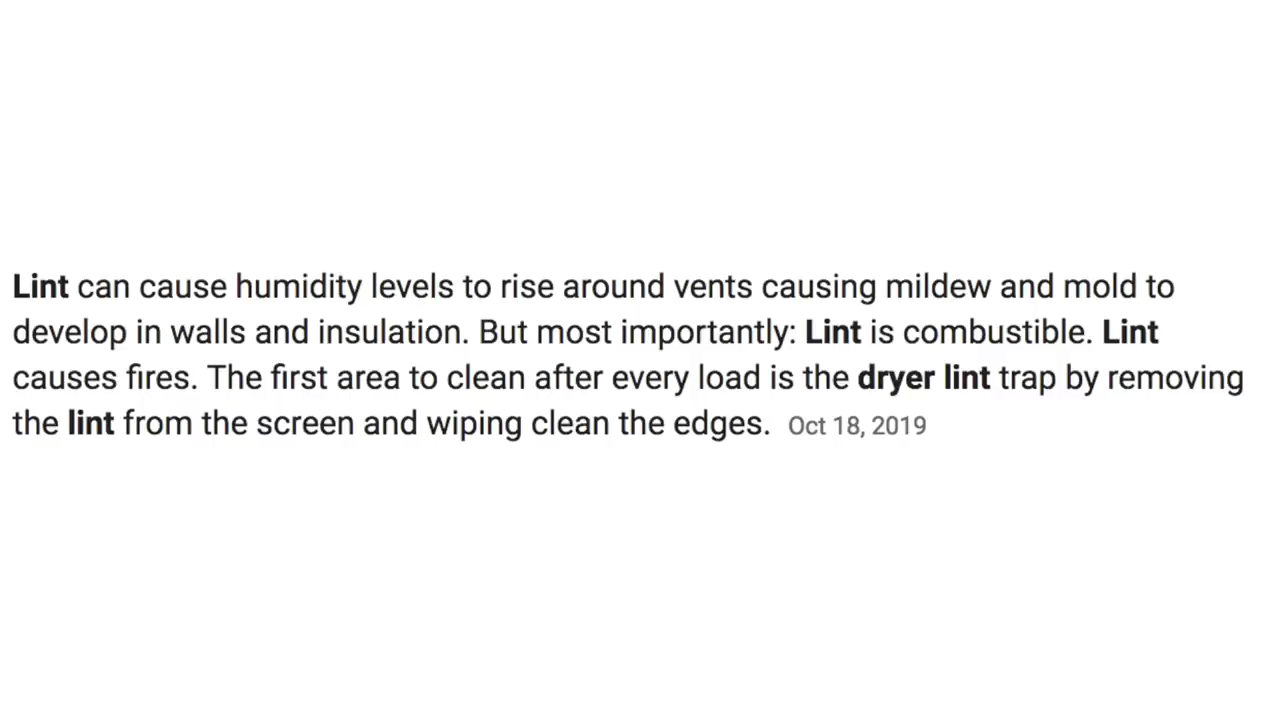 Lint can cause humidity levels to rise around vents causing mildew and mold to
develop in walls and insulation. But most importantly: Lint is combustible. Lint
causes fires. The first area to clean after every load is the dryer lint trap by removing
the lint from the screen and wiping clean the edges. Oct 18, 2019